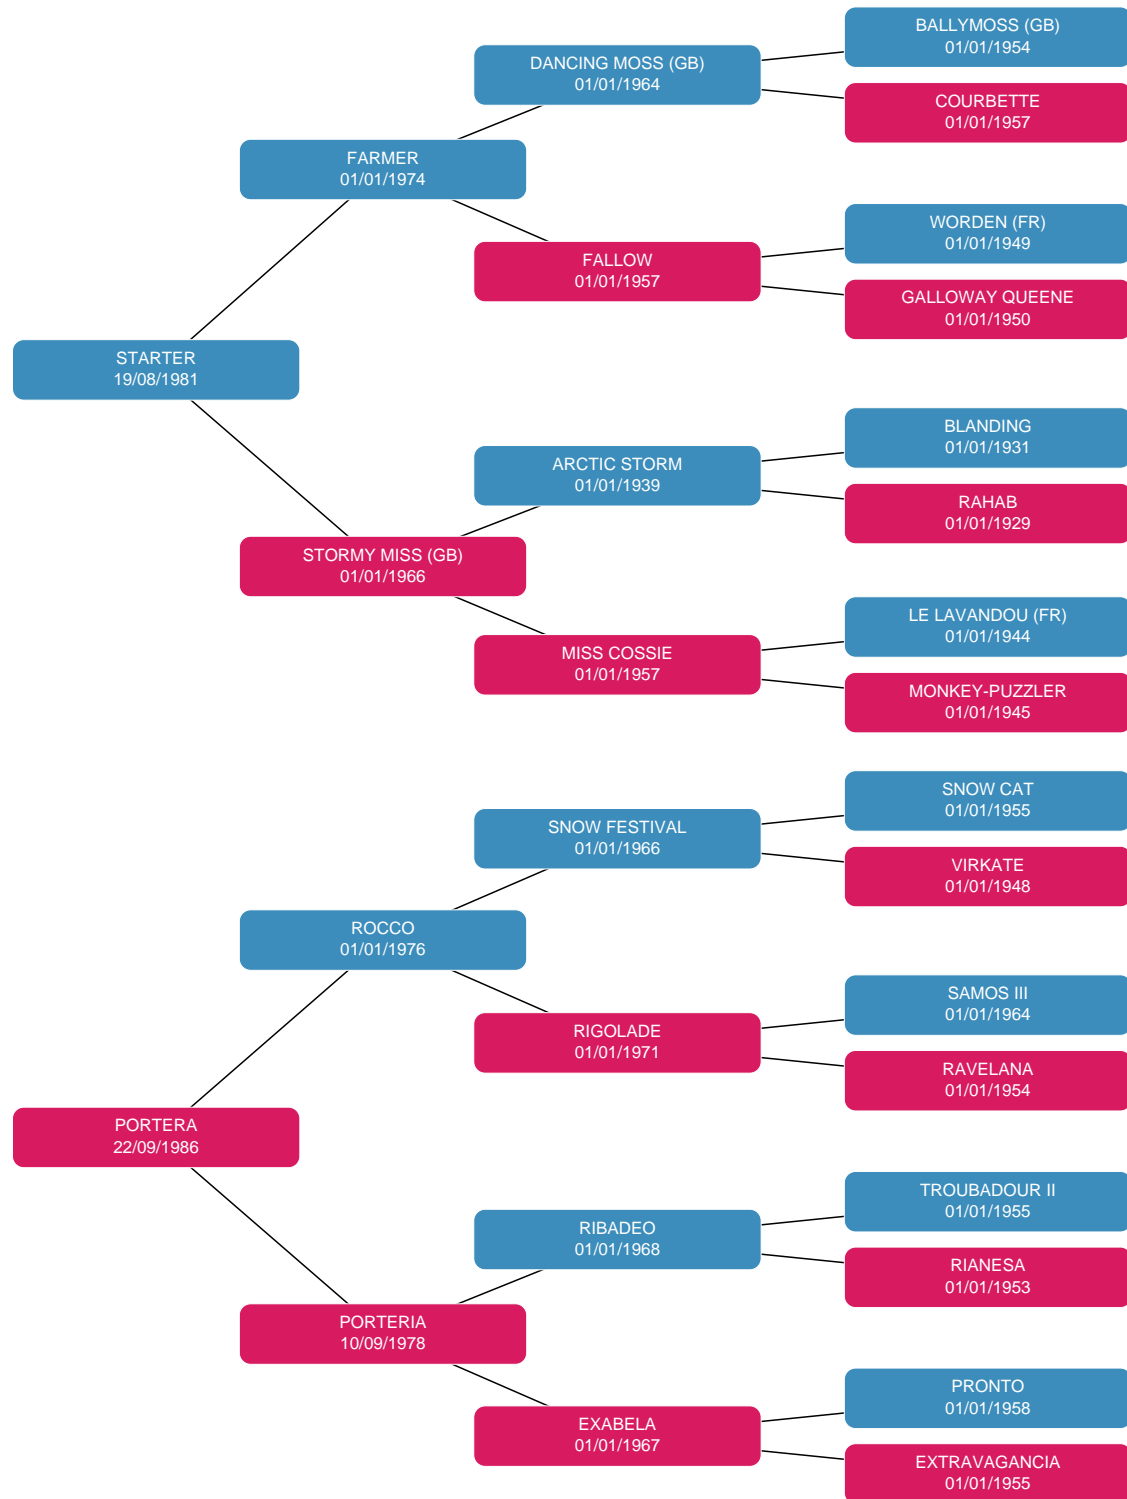 BALLYMOSS (GB)
01/01/1954
DANCING MOSS (GB)
01/01/1964
COURBETTE
01/01/1957
FARMER
01/01/1974
WORDEN (FR)
01/01/1949
FALLOW
01/01/1957
GALLOWAY QUEENE
01/01/1950
STARTER
19/08/1981
BLANDING
01/01/1931
ARCTIC STORM
01/01/1939
RAHAB
01/01/1929
STORMY MISS (GB)
01/01/1966
LE LAVANDOU (FR)
01/01/1944
MISS COSSIE
01/01/1957
MONKEY-PUZZLER
01/01/1945
SNOW CAT
01/01/1955
SNOW FESTIVAL
01/01/1966
VIRKATE
01/01/1948
ROCCO
01/01/1976
SAMOS III
01/01/1964
RIGOLADE
01/01/1971
RAVELANA
01/01/1954
PORTERA
22/09/1986
TROUBADOUR II
01/01/1955
RIBADEO
01/01/1968
RIANESA
01/01/1953
PORTERIA
10/09/1978
PRONTO
01/01/1958
EXABELA
01/01/1967
EXTRAVAGANCIA
01/01/1955